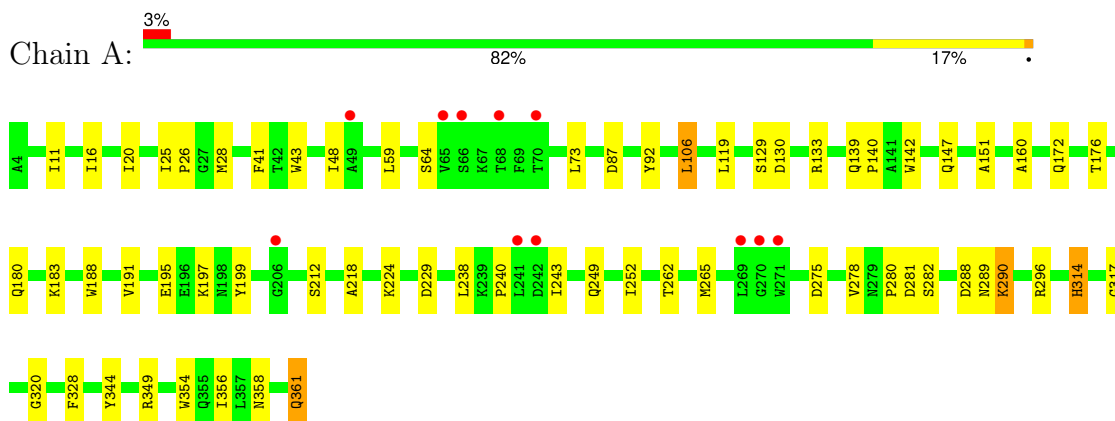 3%
Chain A:
82% 17% •
A4 I11 I16 I20 I25 P26 G27 M28 F41 T42 W43 I48 A49 L59 S64 V65 S66 K67 T68 F69 T70 L73 D87 Y92 L106 L119 S129 D130 R133 Q139 P140 A141 W142 Q147 A151 A160 Q172 T176
Q180 K183 W188 V191 E195 E196 K197 N198 Y199 G206 S212 A218 K224 D229 L238 K239 P240 L241 D242 I243 Q249 I252 T262 M265 L269 G270 W271 D275 V278 N279 P280 D281 S282 D288 N289 K290 R296 H314
G320 F328 Y344 R349 W354 Q355 I356 L357 N358 Q361